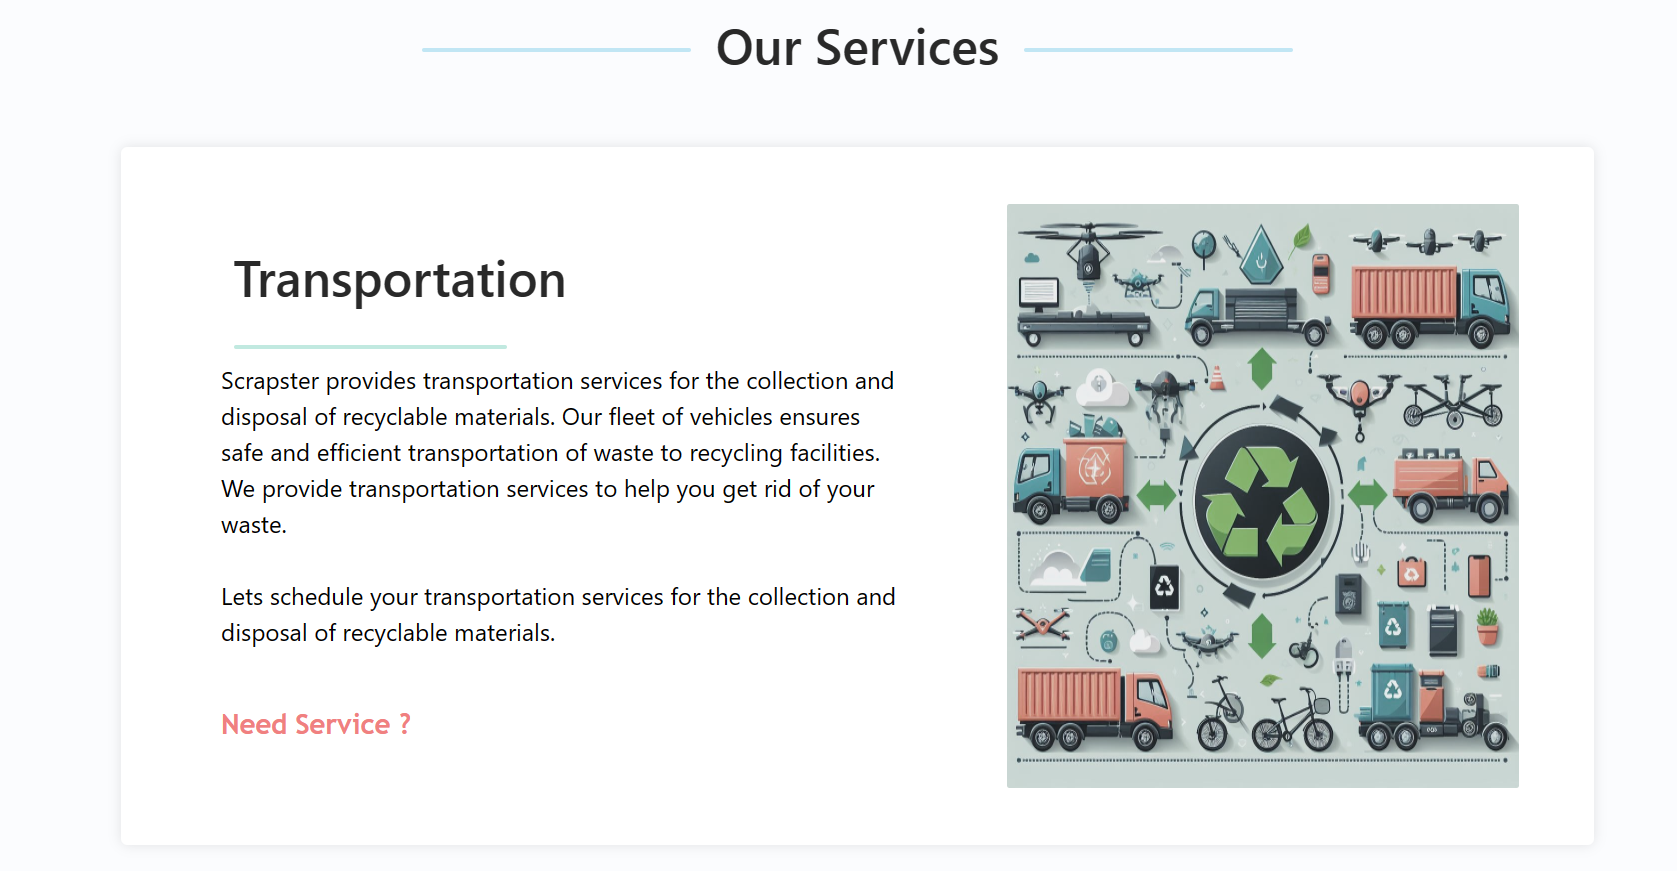 Our Services
Transportation
Scrapster provides transportation services for the collection and
disposal of recyclable materials. Our fleet of vehicles ensures
safe and efficient transportation of waste to recycling facilities.
We provide transportation services to help you get rid of your
waste.
Lets schedule your transportation services for the collection and
disposal of recyclable materials.
Need Service ?